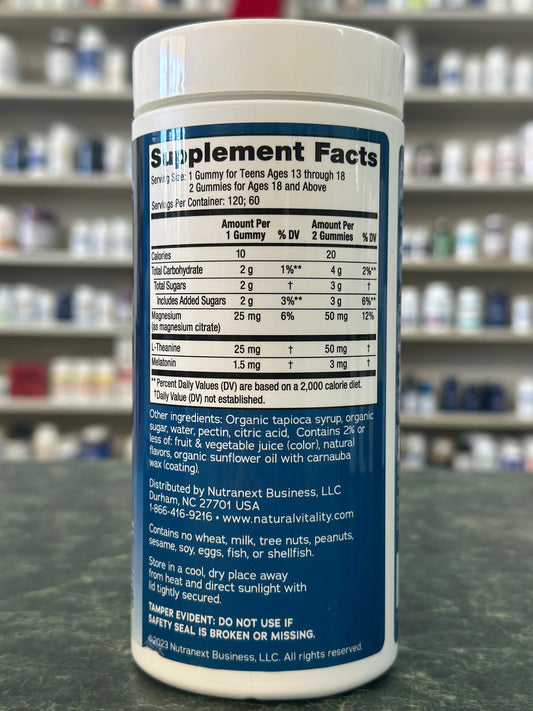 Supplement Facts
Serving Size: 1 Gummy for Teens Ages 13 through 18
2 Gummies for Ages 18 and Above
Servings Per Container: 120; 60
Amount Per 1 Gummy % DV Amount Per 2 Gummies % DV
Calories 10 20
Total Carbohydrate 2 g 1%** 4 g 2%**
Total Sugars 2 g † 3 g †
Includes Added Sugars 2 g 3%** 3 g 6%**
Magnesium 25 mg 6% 50 mg 12%
(as magnesium citrate)
L-Theanine 25 mg † 50 mg †
Melatonin 1.5 mg † 3 mg †
** Percent Daily Values (DV) are based on a 2,000 calorie diet.
†Daily Value (DV) not established.
Other ingredients: Organic tapioca syrup, organic
sugar, water, pectin, citric acid, Contains 2% or
less of: fruit & vegetable juice (color), natural
flavors, organic sunflower oil with carnauba
wax (coating).
Distributed by Nutranext Business, LLC
Durham, NC 27701 USA
1-866-416-9216 • www.naturalvitality.com
Contains no wheat, milk, tree nuts, peanuts,
sesame, soy, eggs, fish, or shellfish.
Store in a cool, dry place away
from heat and direct sunlight with
lid tightly secured.
TAMPER EVIDENT: DO NOT USE IF
SAFETY SEAL IS BROKEN OR MISSING.
©2023 Nutranext Business, LLC. All rights reserved.